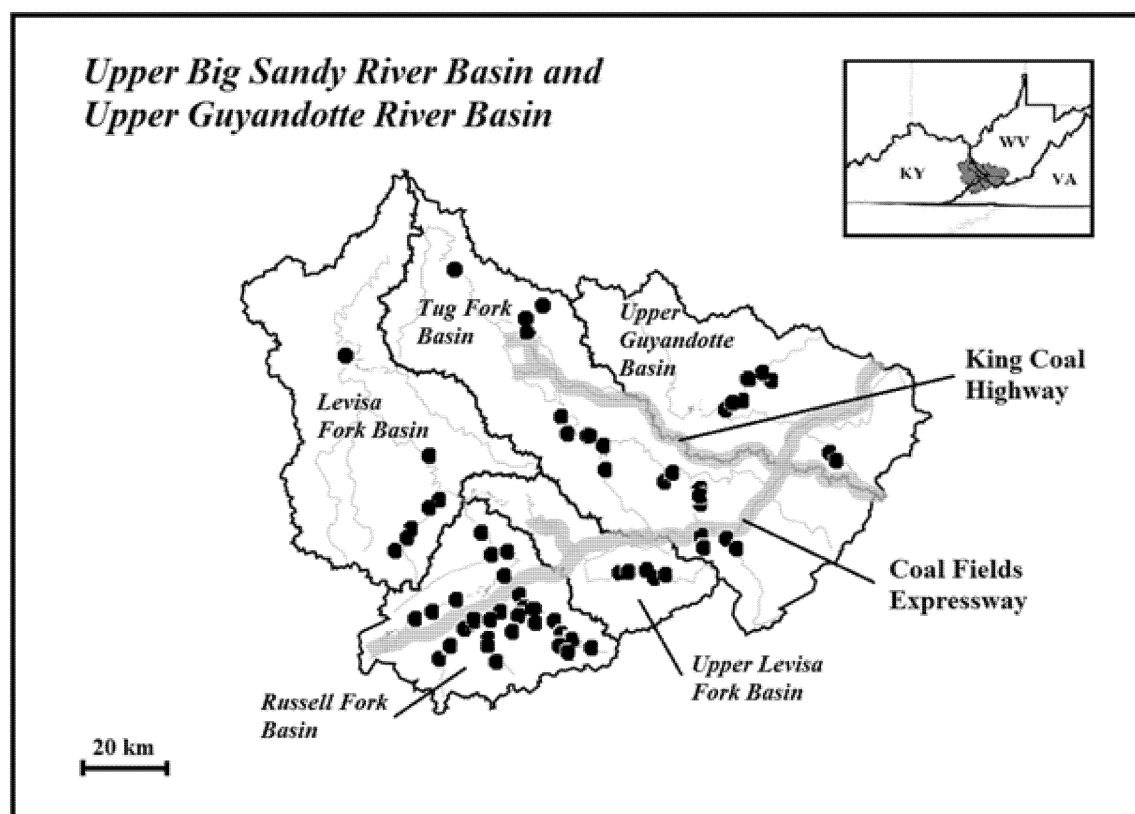 Upper Big Sandy River Basin and
Upper Guyandotte River Basin
WV
KY
VA
Tug Fork
Basin
Upper
Guyandotte
Basin
King Coal
Highway
Levisa
Fork Basin
Coal Fields
Expressway
Upper Levisa
Fork Basin
Russell Fork
Basin
20 km